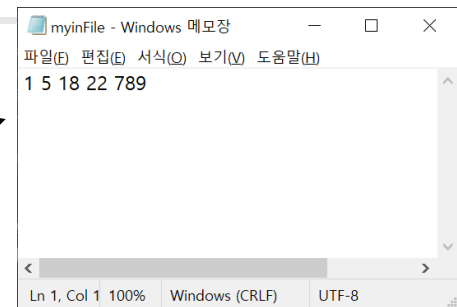 myinFile - Windows 메모장
파일(F) 편집(E) 서식(O) 보기(V) 도움말(H)
1 5 18 22 789
Ln 1, Col 1 100% Windows (CRLF) UTF-8